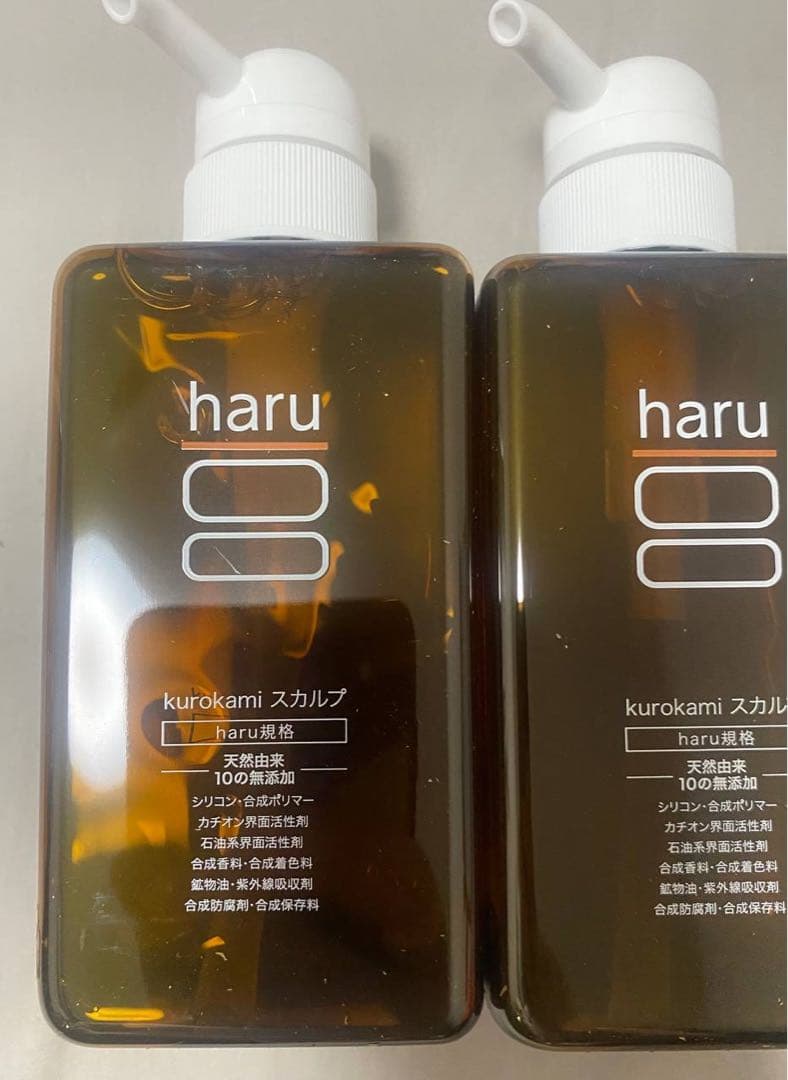 haru
kurokami スカルプ
haru規格
天然由来
10の無添加
シリコン・合成ポリマー
カチオン界面活性剤
石油系界面活性剤
合成香料・合成着色料
鉱物油・紫外線吸収剤
合成防腐剤・合成保存料
haru
kurokami スカル
haru規格
天然由来
10の無添加
シリコン・合成ポリマー
カチオン界面活性剤
石油系界面活性剤
合成香料・合成着色料
鉱物油・紫外線吸収剤
合成防腐剤・合成保存料